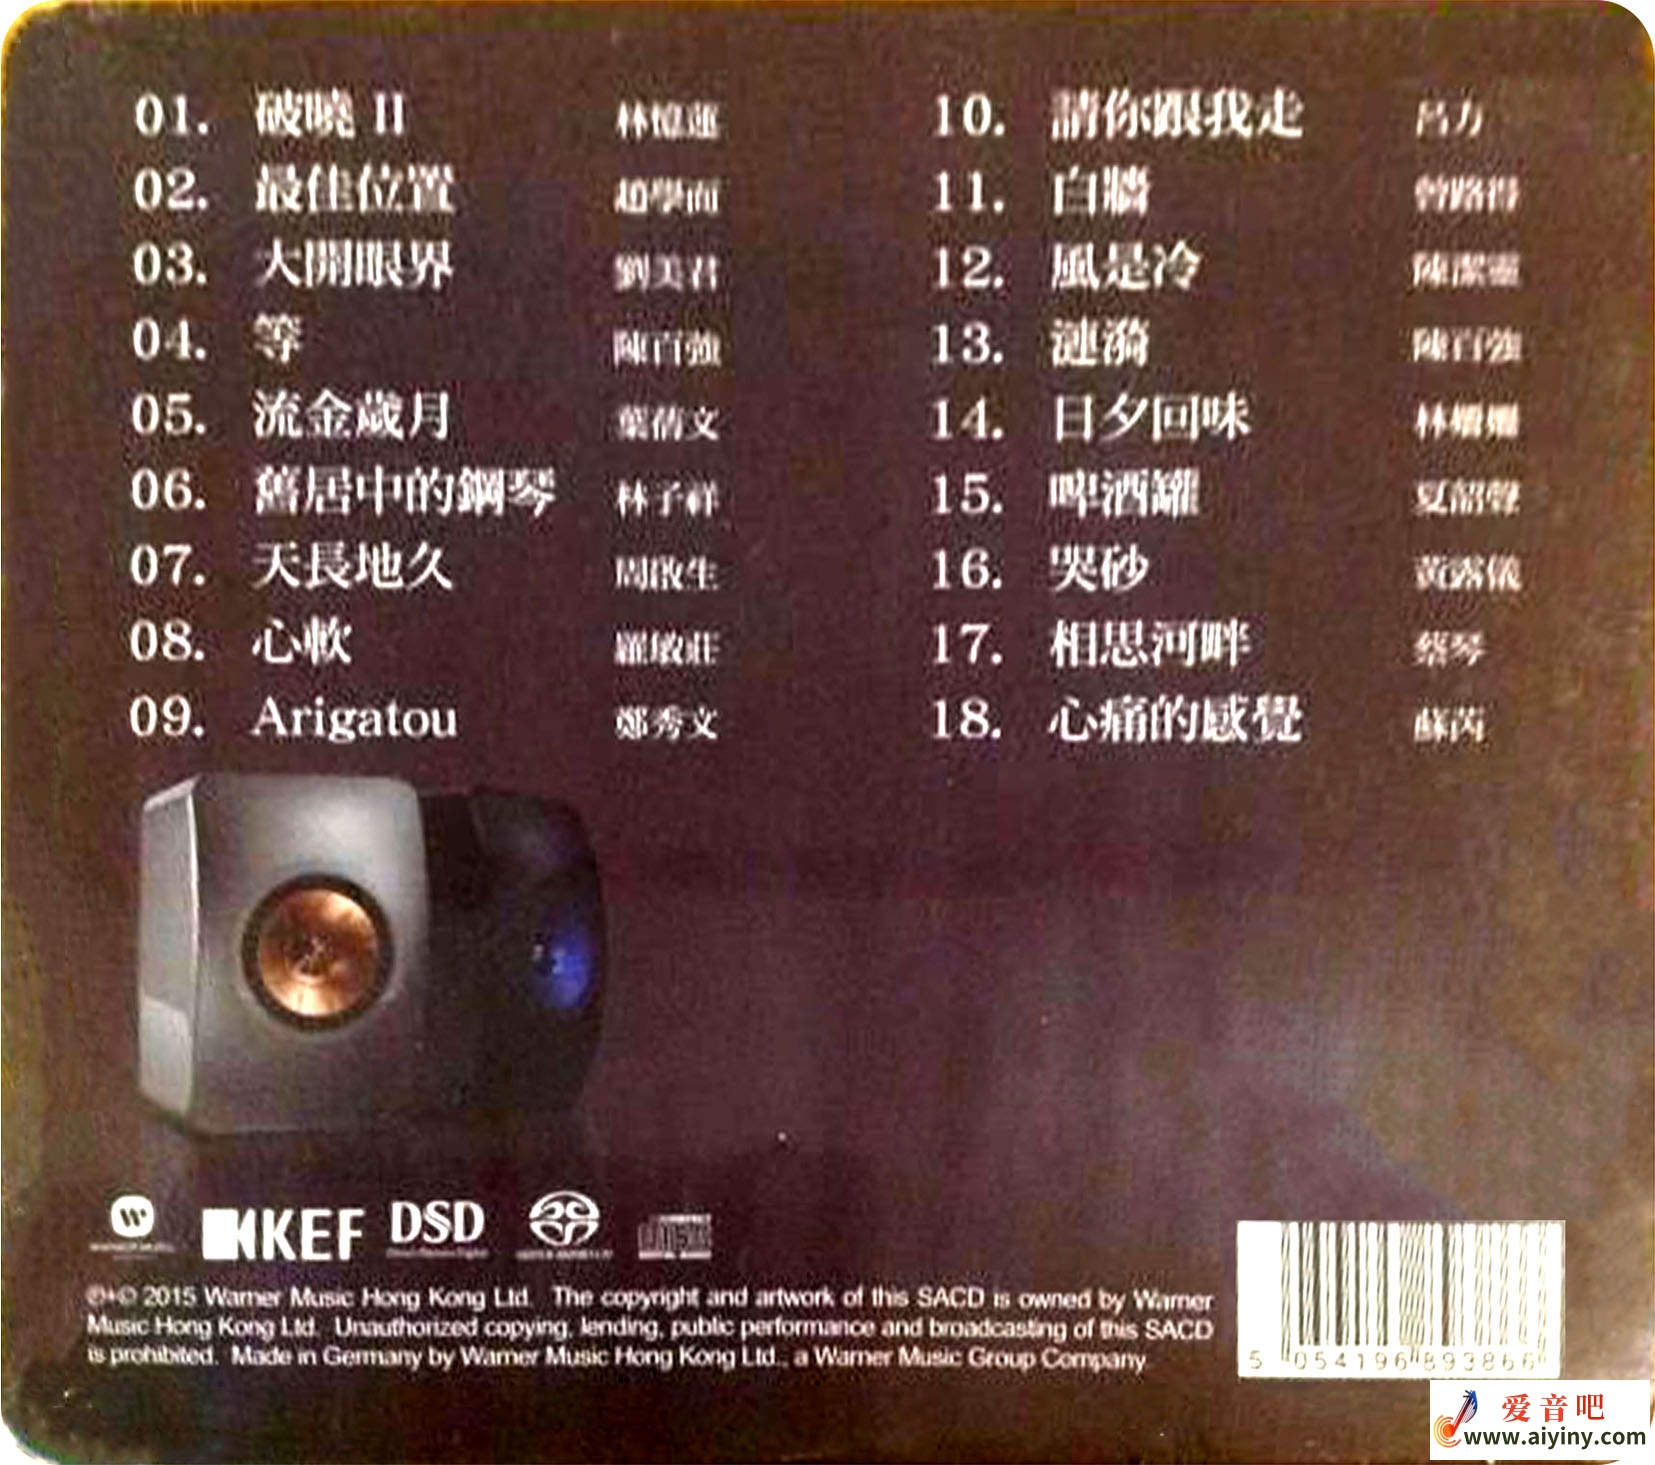 01. 破曉 II 林憶蓮
02. 最佳位置 趙學而
03. 大開眼界 劉美君
04. 等 陳百強
05. 流金歲月 葉蒨文
06. 舊居中的鋼琴 林子祥
07. 天長地久 周啟生
08. 心軟 羅敏莊
09. Arigatou 鄭秀文
10. 請你跟我走 呂方
11. 白牆 曾路得
12. 風是冷 陳潔靈
13. 漣漪 陳百強
14. 日夕回味 林姍姍
15. 啤酒罐 夏韶聲
16. 哭砂 黃露儀
17. 相思河畔 蔡琴
18. 心痛的感覺 蘇芮
KEF DSD
℗+© 2015 Warner Music Hong Kong Ltd. The copyright and artwork of this SACD is owned by Warner
Music Hong Kong Ltd. Unauthorized copying, lending, public performance and broadcasting of this SACD
is prohibited. Made in Germany by Warner Music Hong Kong Ltd., a Warner Music Group Company
5 054196 893866
爱音吧
www.aiyiny.com